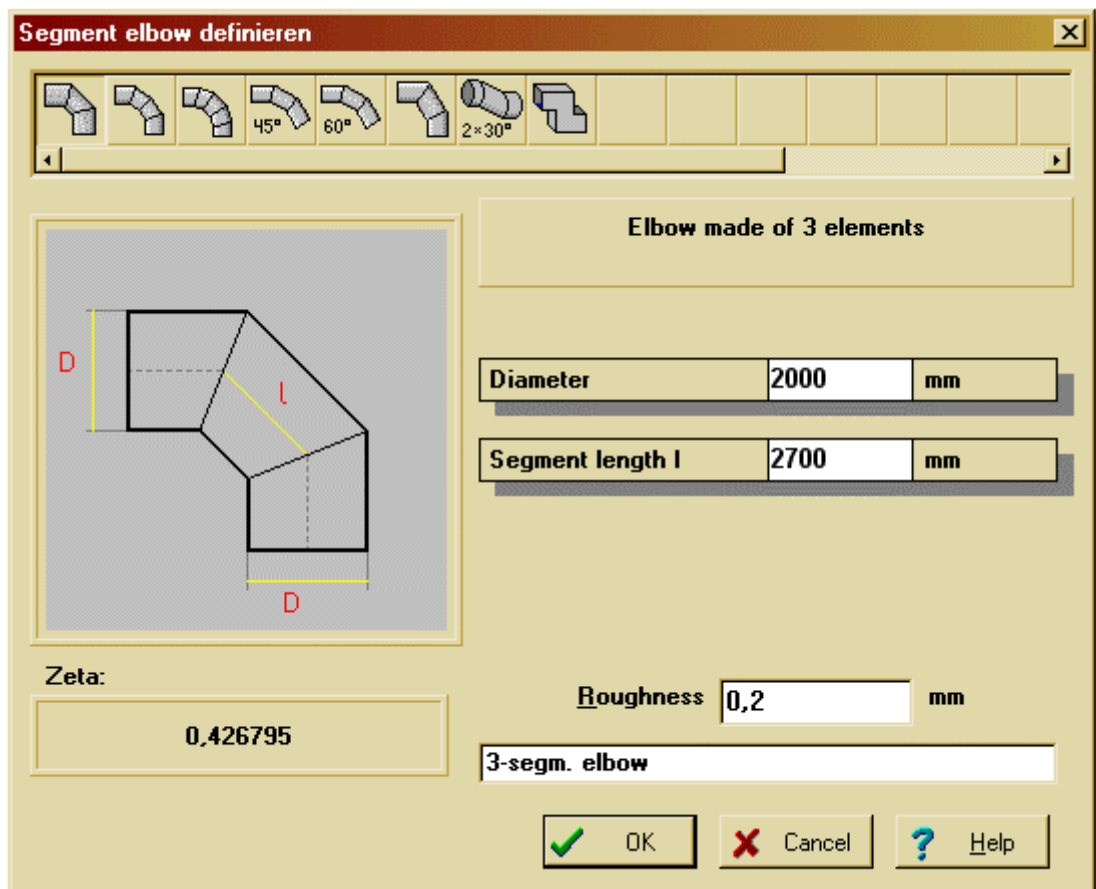 Segment elbow definieren
45°
60°
2×30°
Elbow made of 3 elements
D
l
D
Diameter 2000 mm
Segment length l 2700 mm
Zeta:
0,426795
Roughness 0,2 mm
3-segm. elbow
OK
Cancel
? Help